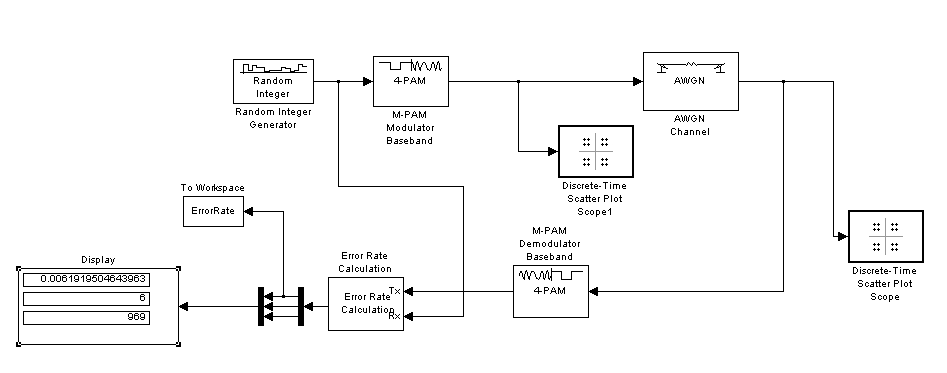 Random
Integer
Random Integer
Generator
4-PAM
M-PAM
Modulator
Baseband
AWGN
AWGN
Channel
Discrete-Time
Scatter Plot
Scope1
To Workspace
ErrorRate
Display
0.0061919504643963
6
969
Error Rate
Calculation
Error Rate
Calculation
Tx
Rx
M-PAM
Demodulator
Baseband
4-PAM
Discrete-Time
Scatter Plot
Scope